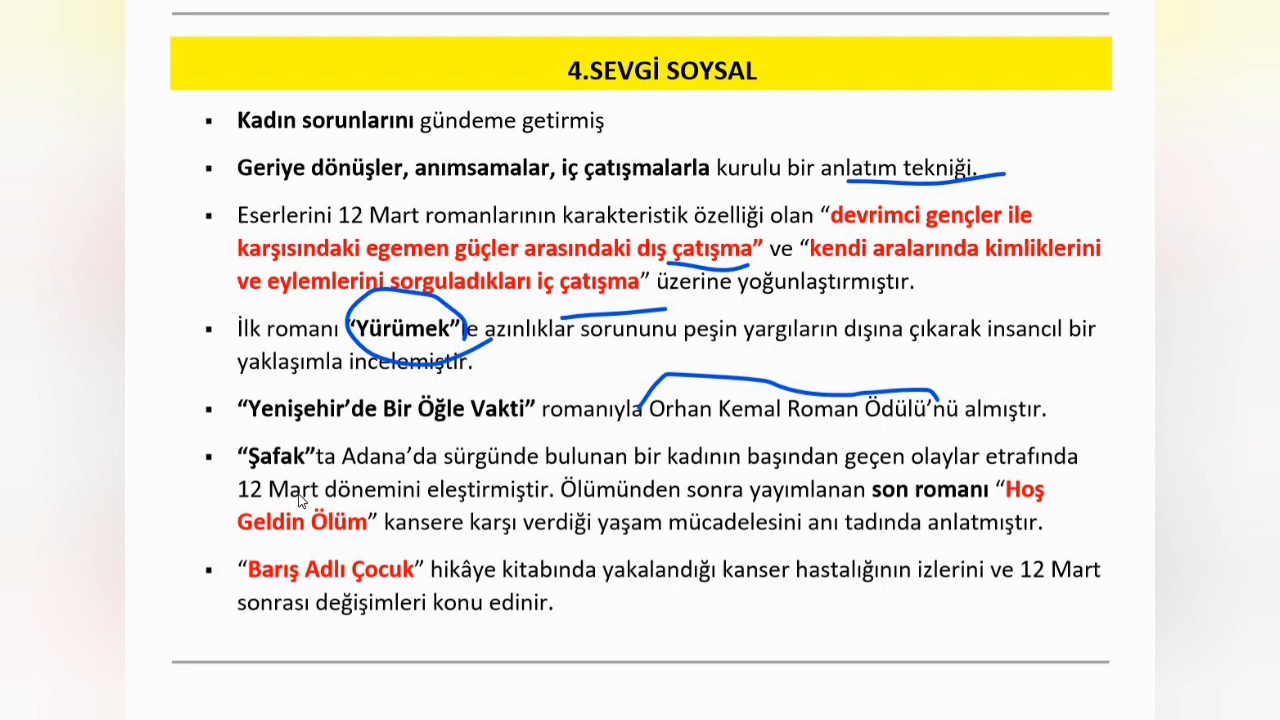 4.SEVGİ SOYSAL
▪ Kadın sorunlarını gündeme getirmiş
▪ Geriye dönüşler, anımsamalar, iç çatışmalarla kurulu bir anlatım tekniği.
▪ Eserlerini 12 Mart romanlarının karakteristik özelliği olan “devrimci gençler ile
karşısındaki egemen güçler arasındaki dış çatışma” ve “kendi aralarında kimliklerini
ve eylemlerini sorguladıkları iç çatışma” üzerine yoğunlaştırmıştır.
▪ İlk romanı “Yürümek”le azınlıklar sorununu peşin yargıların dışına çıkarak insancıl bir
yaklaşımla incelemiştir.
▪ “Yenişehir’de Bir Öğle Vakti” romanıyla Orhan Kemal Roman Ödülü’nü almıştır.
▪ “Şafak”ta Adana’da sürgünde bulunan bir kadının başından geçen olaylar etrafında
12 Mart dönemini eleştirmiştir. Ölümünden sonra yayımlanan son romanı “Hoş
Geldin Ölüm” kansere karşı verdiği yaşam mücadelesini anı tadında anlatmıştır.
▪ “Barış Adlı Çocuk” hikâye kitabında yakalandığı kanser hastalığının izlerini ve 12 Mart
sonrası değişimleri konu edinir.